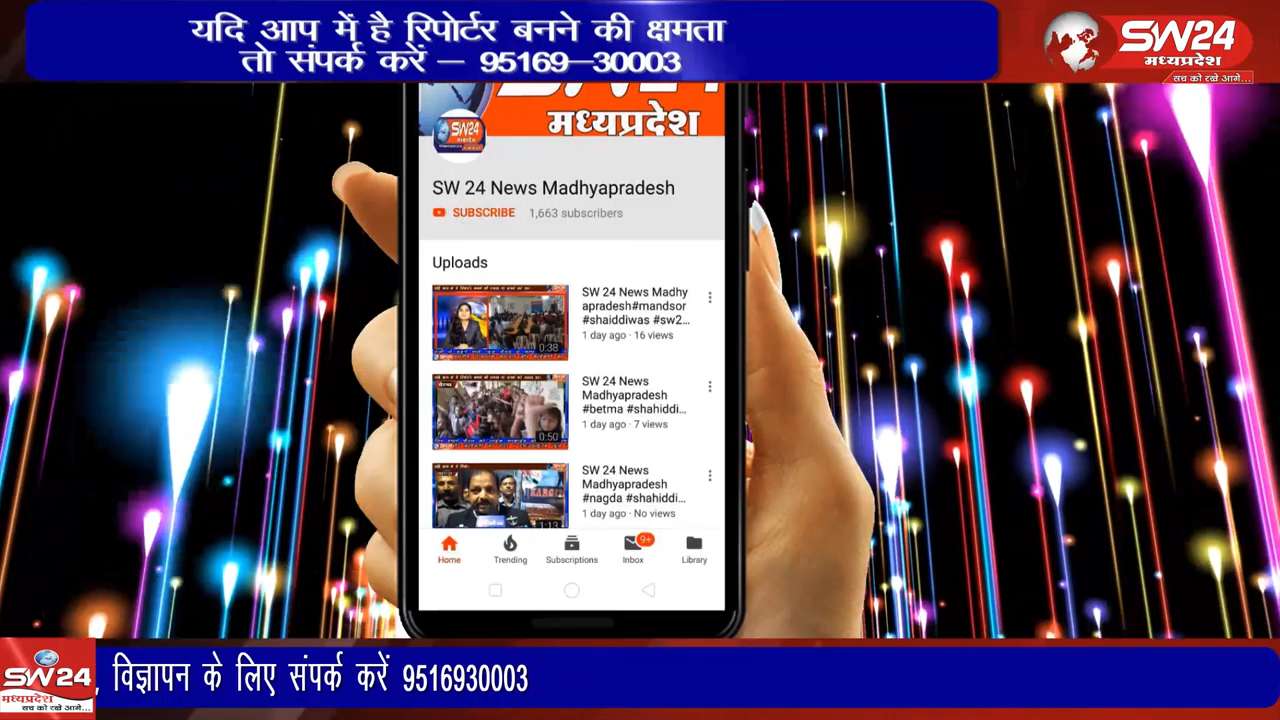 यदि आप में है रिपोर्टर बनने की क्षमता
तो संपर्क करें – 95169–30003
SW24
मध्यप्रदेश
सच को रखे आगे...
मध्यप्रदेश
SW24
SW 24 News Madhyapradesh
SUBSCRIBE 1,663 subscribers
Uploads
SW 24 News Madhy
apradesh#mandsor
#shaiddiwas #sw2...
1 day ago · 16 views
0:38
SW 24 News
Madhyapradesh
#betma #shahiddi...
1 day ago · 7 views
0:50
SW 24 News
Madhyapradesh
#nagda #shahiddi...
1 day ago · No views
1:13
9+
Home Trending Subscriptions Inbox Library
SW24
मध्यप्रदेश
सच को रखे आगे...
, विज्ञापन के लिए संपर्क करें 9516930003